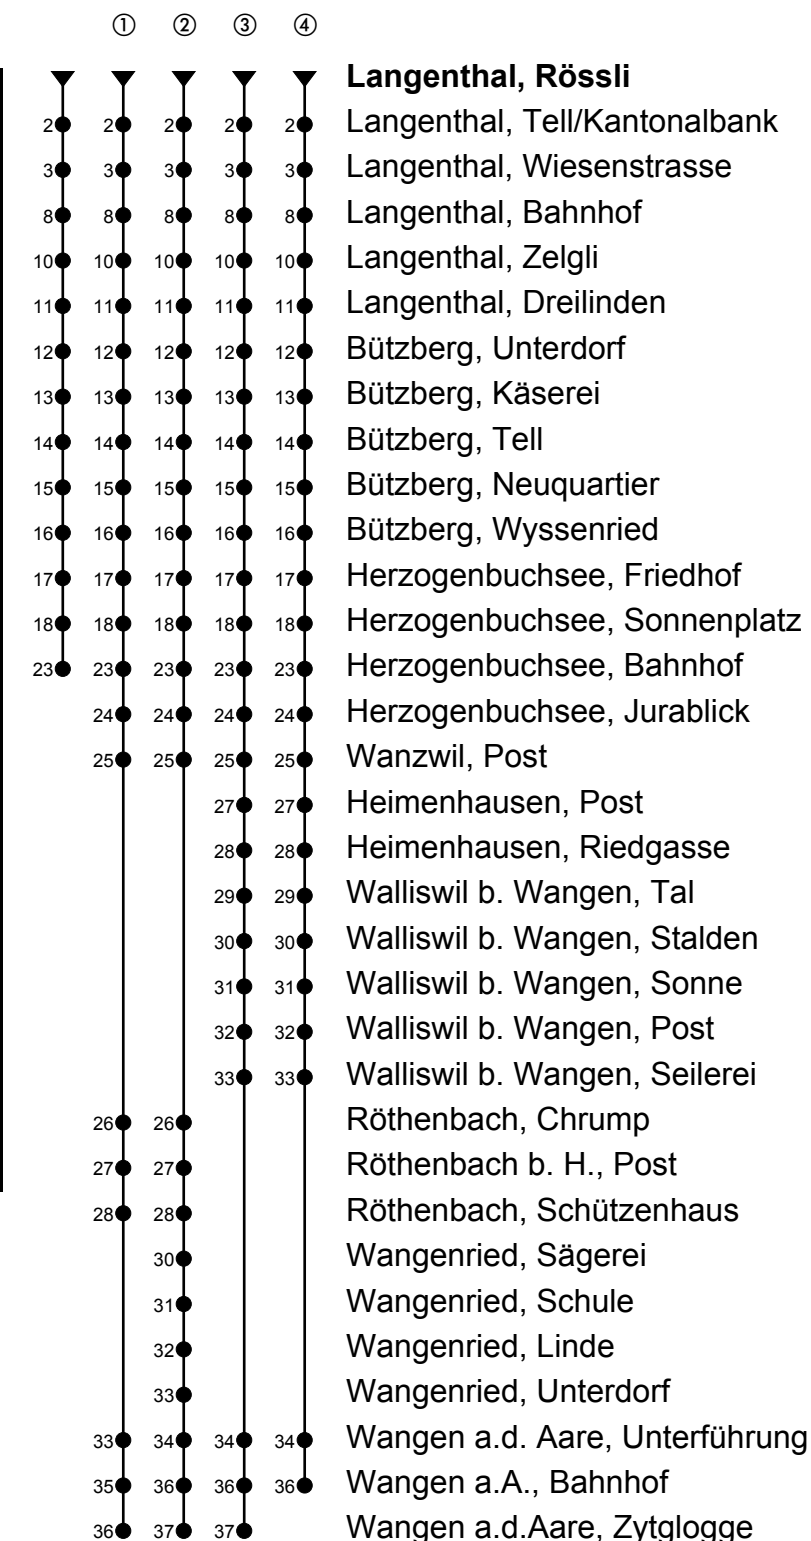 ① ② ③ ④
Langenthal, Rössli
2 2 2 2 2 Langenthal, Tell/Kantonalbank
3 3 3 3 3 Langenthal, Wiesenstrasse
8 8 8 8 8 Langenthal, Bahnhof
10 10 10 10 10 Langenthal, Zelgli
11 11 11 11 11 Langenthal, Dreilinden
12 12 12 12 12 Bützberg, Unterdorf
13 13 13 13 13 Bützberg, Käserei
14 14 14 14 14 Bützberg, Tell
15 15 15 15 15 Bützberg, Neuquartier
16 16 16 16 16 Bützberg, Wyssenried
17 17 17 17 17 Herzogenbuchsee, Friedhof
18 18 18 18 18 Herzogenbuchsee, Sonnenplatz
23 23 23 23 23 Herzogenbuchsee, Bahnhof
24 24 24 24 Herzogenbuchsee, Jurablick
25 25 25 25 Wanzwil, Post
27 27 Heimenhausen, Post
28 28 Heimenhausen, Riedgasse
29 29 Walliswil b. Wangen, Tal
30 30 Walliswil b. Wangen, Stalden
31 31 Walliswil b. Wangen, Sonne
32 32 Walliswil b. Wangen, Post
33 33 Walliswil b. Wangen, Seilerei
26 26 Röthenbach, Chrump
27 27 Röthenbach b. H., Post
28 28 Röthenbach, Schützenhaus
30 Wangenried, Sägerei
31 Wangenried, Schule
32 Wangenried, Linde
33 Wangenried, Unterdorf
33 34 34 34 Wangen a.d. Aare, Unterführung
35 36 36 36 Wangen a.A., Bahnhof
36 37 37 Wangen a.d.Aare, Zytglogge